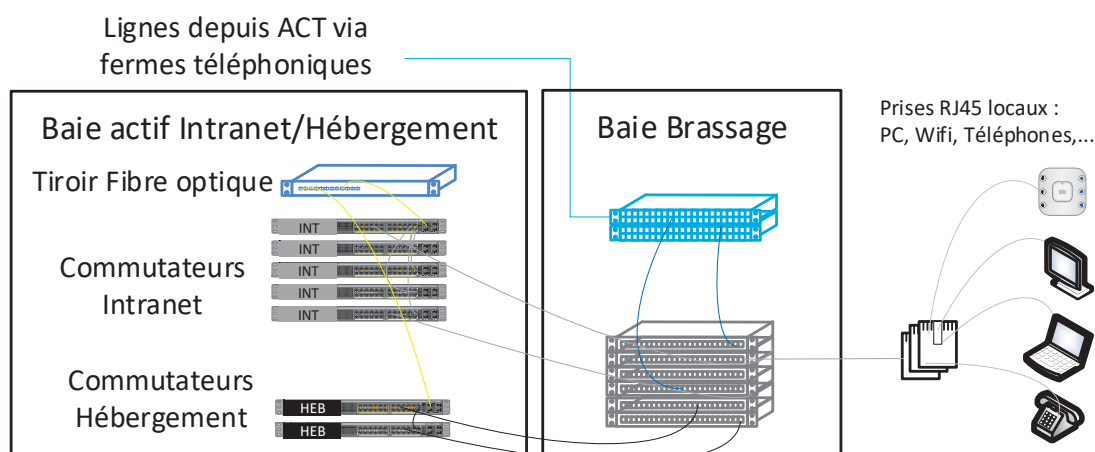 Lignes depuis ACT via
fermes téléphoniques
Baie actif Intranet/Hébergement
Tiroir Fibre optique
INT
INT
INT
INT
INT
Commutateurs
Intranet
Commutateurs
Hébergement
HEB
HEB
Baie Brassage
Prises RJ45 locaux :
PC, Wifi, Téléphones,...